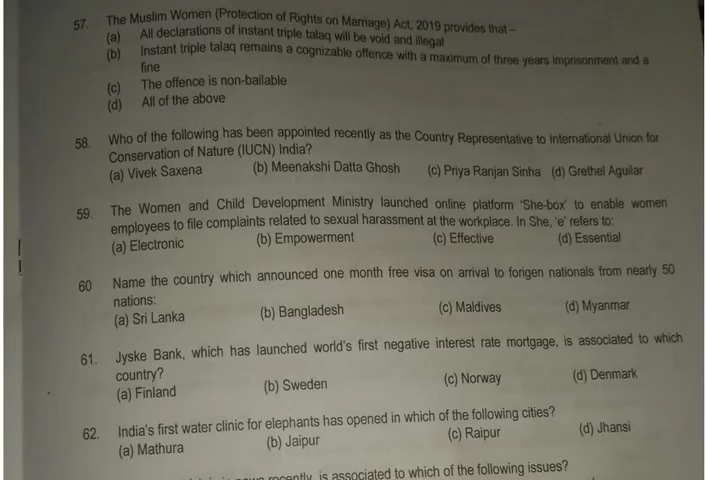 57. The Muslim Women (Protection of Rights on Marriage) Act, 2019 provides that –
(a) All declarations of instant triple talaq will be void and illegal
(b) Instant triple talaq remains a cognizable offence with a maximum of three years imprisonment and a
fine
(c) The offence is non-bailable
(d) All of the above
58. Who of the following has been appointed recently as the Country Representative to International Union for
Conservation of Nature (IUCN) India?
(a) Vivek Saxena (b) Meenakshi Datta Ghosh (c) Priya Ranjan Sinha (d) Grethel Aguilar
59. The Women and Child Development Ministry launched online platform 'She-box' to enable women
employees to file complaints related to sexual harassment at the workplace. In She, 'e' refers to:
(a) Electronic (b) Empowerment (c) Effective (d) Essential
60 Name the country which announced one month free visa on arrival to forigen nationals from nearly 50
nations:
(a) Sri Lanka (b) Bangladesh (c) Maldives (d) Myanmar
61. Jyske Bank, which has launched world's first negative interest rate mortgage, is associated to which
country?
(a) Finland (b) Sweden (c) Norway (d) Denmark
62. India's first water clinic for elephants has opened in which of the following cities?
(a) Mathura (b) Jaipur (c) Raipur (d) Jhansi
recently, is associated to which of the following issues?